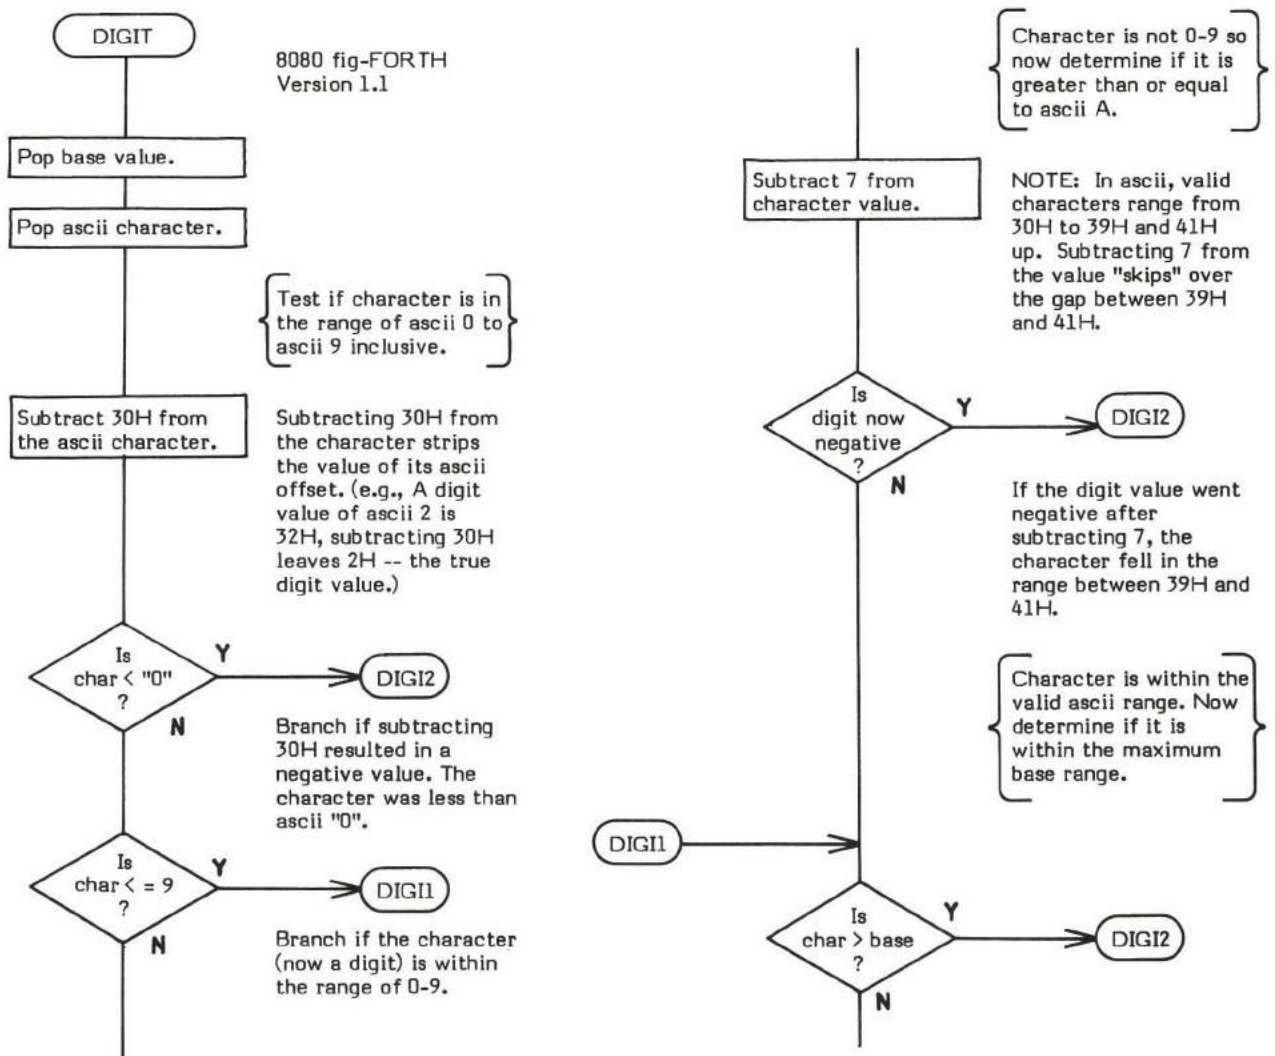 DIGIT
8080 fig-FORTH
Version 1.1
Pop base value.
Pop ascii character.
Test if character is in
the range of ascii 0 to
ascii 9 inclusive.
Subtract 30H from
the ascii character.
Subtracting 30H from
the character strips
the value of its ascii
offset. (e.g., A digit
value of ascii 2 is
32H, subtracting 30H
leaves 2H -- the true
digit value.)
Is
char < "0"
?
Y
DIGI2
N
Branch if subtracting
30H resulted in a
negative value. The
character was less than
ascii "0".
Is
char < = 9
?
Y
DIGI1
N
Branch if the character
(now a digit) is within
the range of 0-9.
Character is not 0-9 so
now determine if it is
greater than or equal
to ascii A.
Subtract 7 from
character value.
NOTE: In ascii, valid
characters range from
30H to 39H and 41H
up. Subtracting 7 from
the value "skips" over
the gap between 39H
and 41H.
Is
digit now
negative
?
Y
DIGI2
N
If the digit value went
negative after
subtracting 7, the
character fell in the
range between 39H and
41H.
Character is within the
valid ascii range. Now
determine if it is
within the maximum
base range.
DIGI1
Is
char > base
?
Y
DIGI2
N